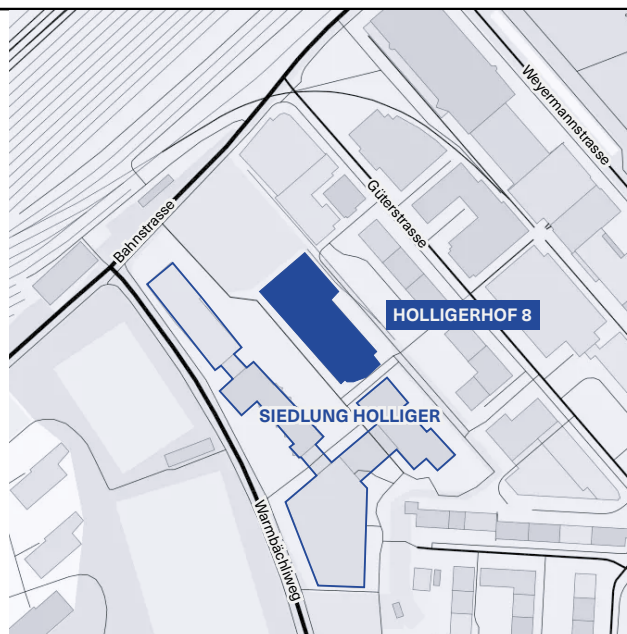 Weyermannstrasse
Güterstrasse
Bahnstrasse
HOLLIGERHOF 8
SIEDLUNG HOLLIGER
Warmbächliweg